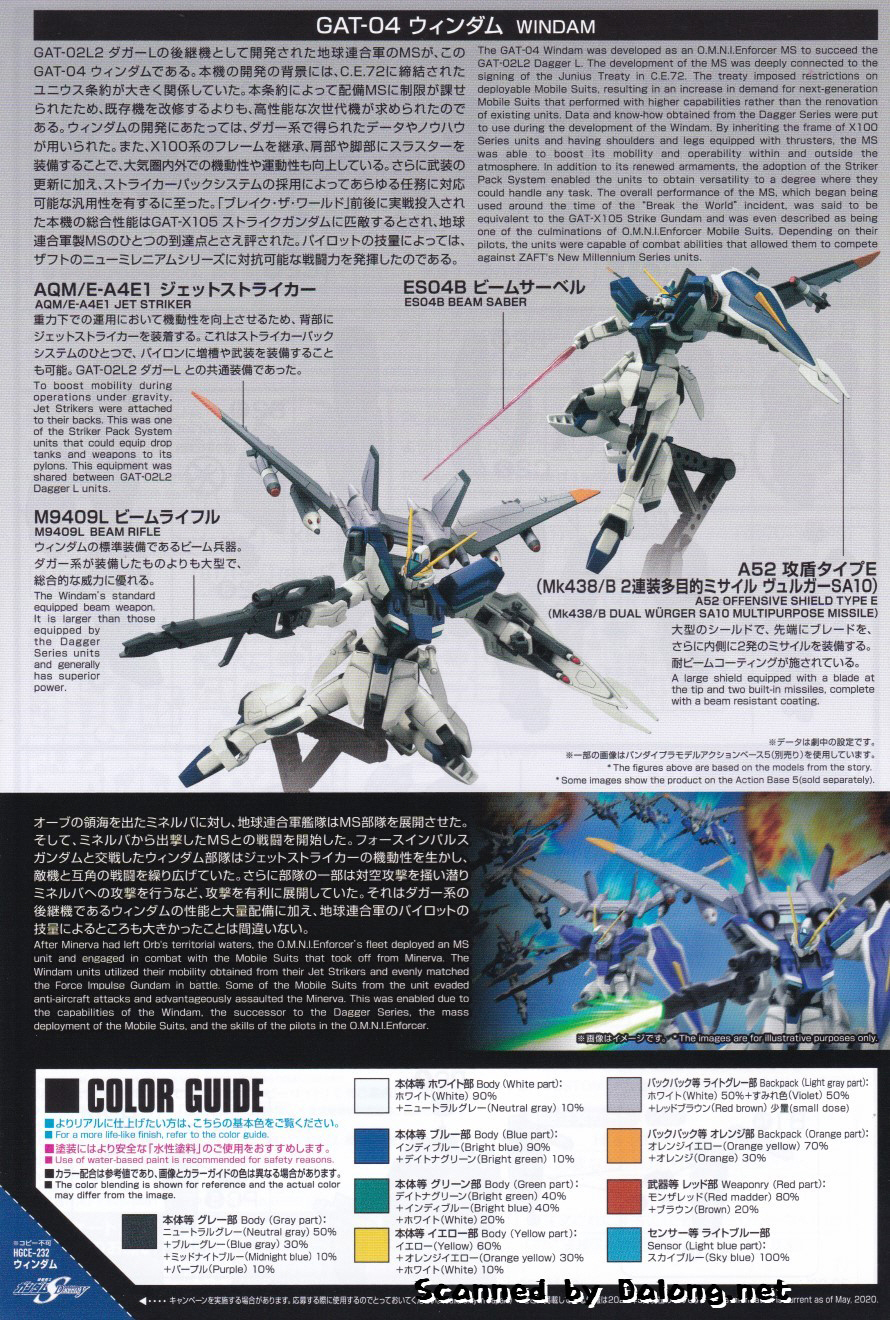 GAT-04 ウィンダム WINDAM
GAT-02L2 ダガーLの後継機として開発された地球連合軍のMSが、この
GAT-04 ウィンダムである。本機の開発の背景には、C.E.72に締結された
ユニウス条約が大きく関係していた。本条約によって配備MSに制限が課せ
られたため、既存機を改修するよりも、高性能な次世代機が求められたので
ある。ウィンダムの開発にあたっては、ダガー系で得られたデータやノウハウ
が用いられた。また、X100系のフレームを継承、肩部や脚部にスラスターを
装備することで、大気圏内外での機動性や運動性も向上している。さらに武装の
更新に加え、ストライカーパックシステムの採用によってあらゆる任務に対応
可能な汎用性を有するに至った。「ブレイク・ザ・ワールド」前後に実戦投入され
た本機の総合性能はGAT-X105 ストライクガンダムに匹敵するとされ、地球
連合軍製MSのひとつの到達点とさえ評された。パイロットの技量によっては、
ザフトのニューミレニアムシリーズに対抗可能な戦闘力を発揮したのである。
The GAT-04 Windam was developed as an O.M.N.I.Enforcer MS to succeed the
GAT-02L2 Dagger L. The development of the MS was deeply connected to the
signing of the Junius Treaty in C.E.72. The treaty imposed restrictions on
deployable Mobile Suits, resulting in an increase in demand for next-generation
Mobile Suits that performed with higher capabilities rather than the renovation
of existing units. Data and know-how obtained from the Dagger Series were put
to use during the development of the Windam. By inheriting the frame of X100
Series units and having shoulders and legs equipped with thrusters, the MS
was able to boost its mobility and operability within and outside the
atmosphere. In addition to its renewed armaments, the adoption of the Striker
Pack System enabled the units to obtain versatility to a degree where they
could handle any task. The overall performance of the MS, which began being
used around the time of the "Break the World" incident, was said to be
equivalent to the GAT-X105 Strike Gundam and was even described as being
one of the culminations of O.M.N.I.Enforcer Mobile Suits. Depending on their
pilots, the units were capable of combat abilities that allowed them to compete
against ZAFT's New Millennium Series units.
AQM/E-A4E1 ジェットストライカー
AQM/E-A4E1 JET STRIKER
重力下での運用において機動性を向上させるため、背部に
ジェットストライカーを装着する。これはストライカーパック
システムのひとつで、パイロンに増槽や武装を装備すること
も可能。GAT-02L2 ダガーL との共通装備であった。
To boost mobility during
operations under gravity,
Jet Strikers were attached
to their backs. This was one
of the Striker Pack System
units that could equip drop
tanks and weapons to its
pylons. This equipment was
shared between GAT-02L2
Dagger L units.
ES04B ビームサーベル
ES04B BEAM SABER
M9409L ビームライフル
M9409L BEAM RIFLE
ウィンダムの標準装備であるビーム兵器。
ダガー系が装備したものよりも大型で、
総合的な威力に優れる。
The Windam's standard
equipped beam weapon.
It is larger than those
equipped by
the Dagger
Series units
and generally
has superior
power.
A52 攻盾タイプE
(Mk438/B 2連装多目的ミサイル ヴュルガーSA10)
A52 OFFENSIVE SHIELD TYPE E
(Mk438/B DUAL WÜRGER SA10 MULTIPURPOSE MISSILE)
大型のシールドで、先端にブレードを、
さらに内側に2発のミサイルを装備する。
耐ビームコーティングが施されている。
A large shield equipped with a blade at
the tip and two built-in missiles, complete
with a beam resistant coating.
※データは劇中の設定です。
※一部の画像はバンダイプラモデルアクションベース5(別売り)を使用しています。
*The figures above are based on the models from the story.
*Some images show the product on the Action Base 5(sold separately).
オーブの領海を出たミネルバに対し、地球連合軍艦隊はMS部隊を展開させた。
そして、ミネルバから出撃したMSとの戦闘を開始した。フォースインパルス
ガンダムと交戦したウィンダム部隊はジェットストライカーの機動性を生かし、
敵機と互角の戦闘を繰り広げていた。さらに部隊の一部は対空攻撃を掻い潜り
ミネルバへの攻撃を行うなど、攻撃を有利に展開していた。それはダガー系の
後継機であるウィンダムの性能と大量配備に加え、地球連合軍のパイロットの
技量によるところも大きかったことは間違いない。
After Minerva had left Orb's territorial waters, the O.M.N.I.Enforcer's fleet deployed an MS
unit and engaged in combat with the Mobile Suits that took off from Minerva. The
Windam units utilized their mobility obtained from their Jet Strikers and evenly matched
the Force Impulse Gundam in battle. Some of the Mobile Suits from the unit evaded
anti-aircraft attacks and advantageously assaulted the Minerva. This was enabled due to
the capabilities of the Windam, the successor to the Dagger Series, the mass
deployment of the Mobile Suits, and the skills of the pilots in the O.M.N.I.Enforcer.
※画像はイメージです。 *The images are for illustrative purposes only.
COLOR GUIDE
■よりリアルに仕上げたい方は、こちらの基本色をご覧ください。
■ For a more life-like finish, refer to the color guide.
■塗装にはより安全な「水性塗料」のご使用をおすすめします。
■ Use of water-based paint is recommended for safety reasons.
■カラー配合は参考値であり、画像とカラーガイドの色は異なる場合があります。
■ The color blending is shown for reference and the actual color
may differ from the image.
本体等 グレー部 Body (Gray part):
ニュートラルグレー(Neutral gray) 50%
+ブルーグレー(Blue gray) 30%
+ミッドナイトブルー(Midnight blue) 10%
+パープル(Purple) 10%
本体等 ホワイト部 Body (White part):
ホワイト(White) 90%
+ニュートラルグレー(Neutral gray) 10%
本体等 ブルー部 Body (Blue part):
インディブルー(Bright blue) 90%
+デイトナグリーン(Bright green) 10%
本体等 グリーン部 Body (Green part):
デイトナグリーン(Bright green) 40%
+インディブルー(Bright blue) 40%
+ホワイト(White) 20%
本体等 イエロー部 Body (Yellow part):
イエロー(Yellow) 60%
+オレンジイエロー(Orange yellow) 30%
+ホワイト(White) 10%
バックパック等 ライトグレー部 Backpack (Light gray part):
ホワイト(White) 50%+すみれ色(Violet) 50%
+レッドブラウン(Red brown) 少量(small dose)
バックパック等 オレンジ部 Backpack (Orange part):
オレンジイエロー(Orange yellow) 70%
+オレンジ(Orange) 30%
武器等 レッド部 Weaponry (Red part):
モンザレッド(Red madder) 80%
+ブラウン(Brown) 20%
センサー等 ライトブルー部
Sensor (Light blue part):
スカイブルー(Sky blue) 100%
※コピー不可
HGCE-232
ウィンダム
ガンダムSEED DESTINY
キャンペーンを実施する場合があります。応募する際に使用するのでとっておいてく
current as of May, 2020.
Scanned by Dalong.net